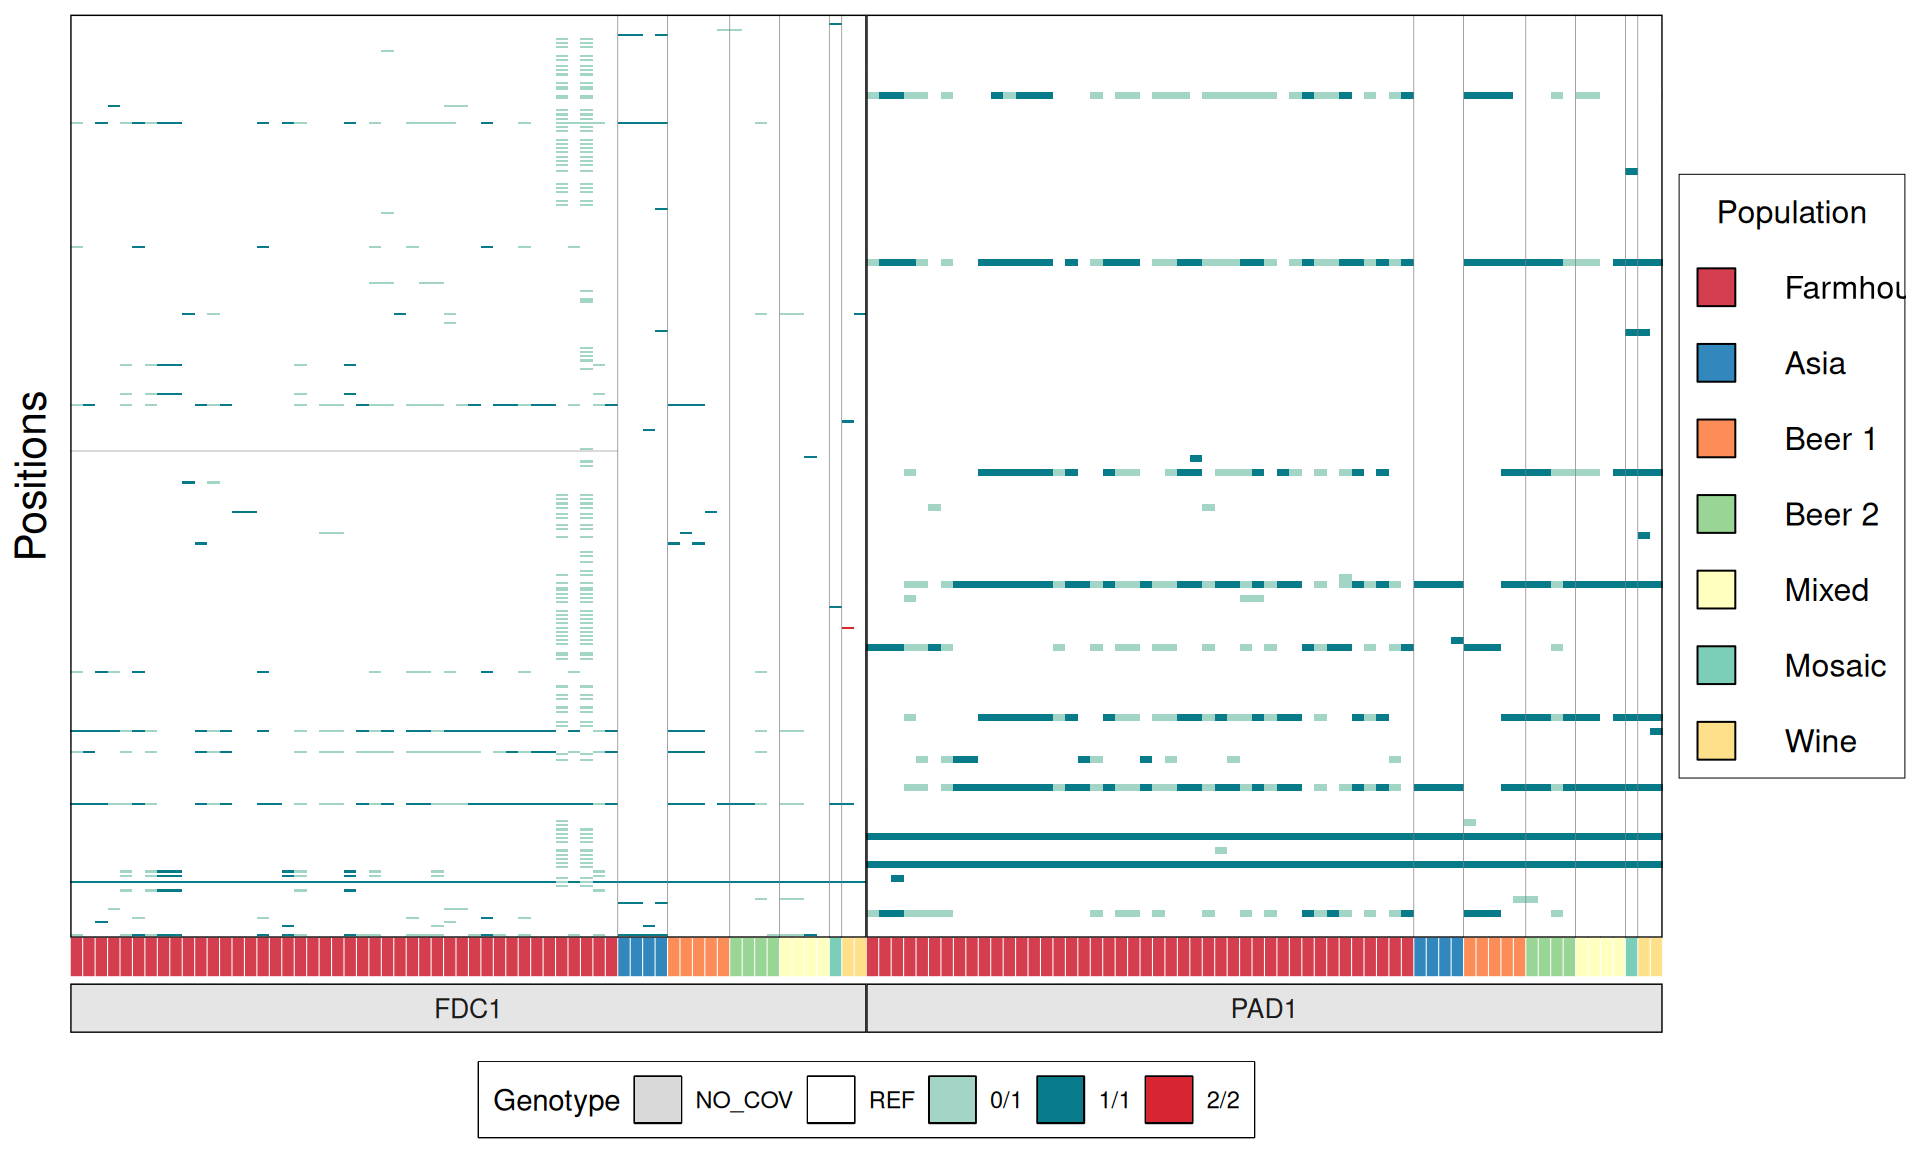 Positions
Population
Farmhou
Asia
Beer 1
Beer 2
Mixed
Mosaic
Wine
FDC1
PAD1
Genotype NO_COV REF 0/1 1/1 2/2